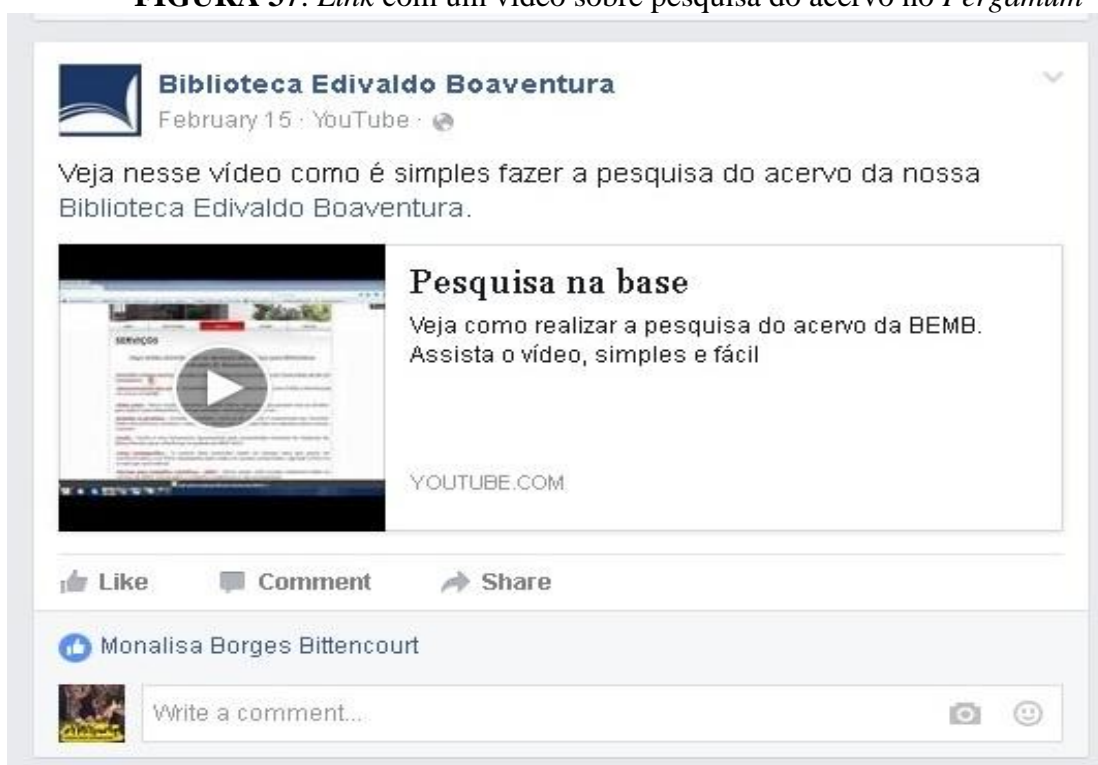 FIGURA 37. Link com um vídeo sobre pesquisa do acervo no Pergamum
Biblioteca Edivaldo Boaventura
February 15 · YouTube ·
Veja nesse vídeo como é simples fazer a pesquisa do acervo da nossa
Biblioteca Edivaldo Boaventura.
Pesquisa na base
Veja como realizar a pesquisa do acervo da BEMB.
Assista o vídeo, simples e fácil
SERVIÇOS
YOUTUBE.COM
Like Comment Share
Monalisa Borges Bittencourt
Write a comment...